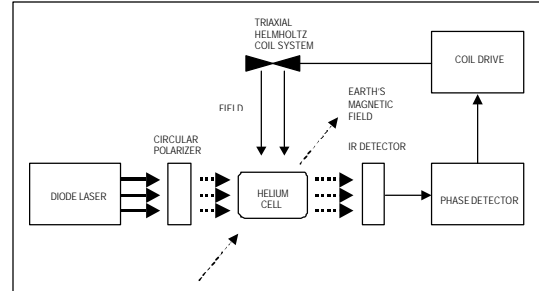 TRIAXIAL
HELMHOLTZ
COIL SYSTEM
COIL DRIVE
EARTH'S
MAGNETIC
FIELD
FIELD
CIRCULAR
POLARIZER
IR DETECTOR
DIODE LASER
HELIUM
CELL
PHASE DETECTOR